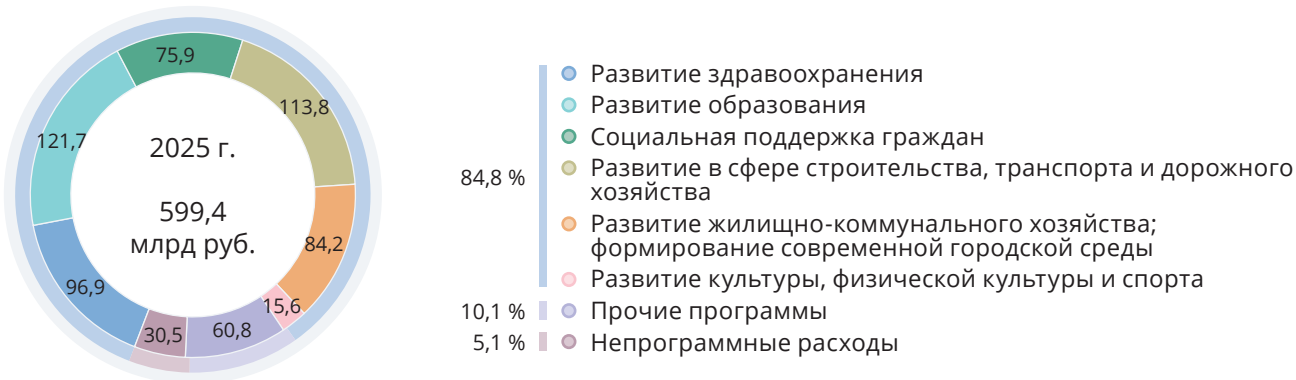 75,9
113,8
121,7
2025 г.
599,4
млрд руб.
84,2
96,9
15,6
30,5
60,8
Развитие здравоохранения
Развитие образования
Социальная поддержка граждан
84,8 %
Развитие в сфере строительства, транспорта и дорожного
хозяйства
Развитие жилищно-коммунального хозяйства;
формирование современной городской среды
Развитие культуры, физической культуры и спорта
10,1 %
Прочие программы
5,1 %
Непрограммные расходы